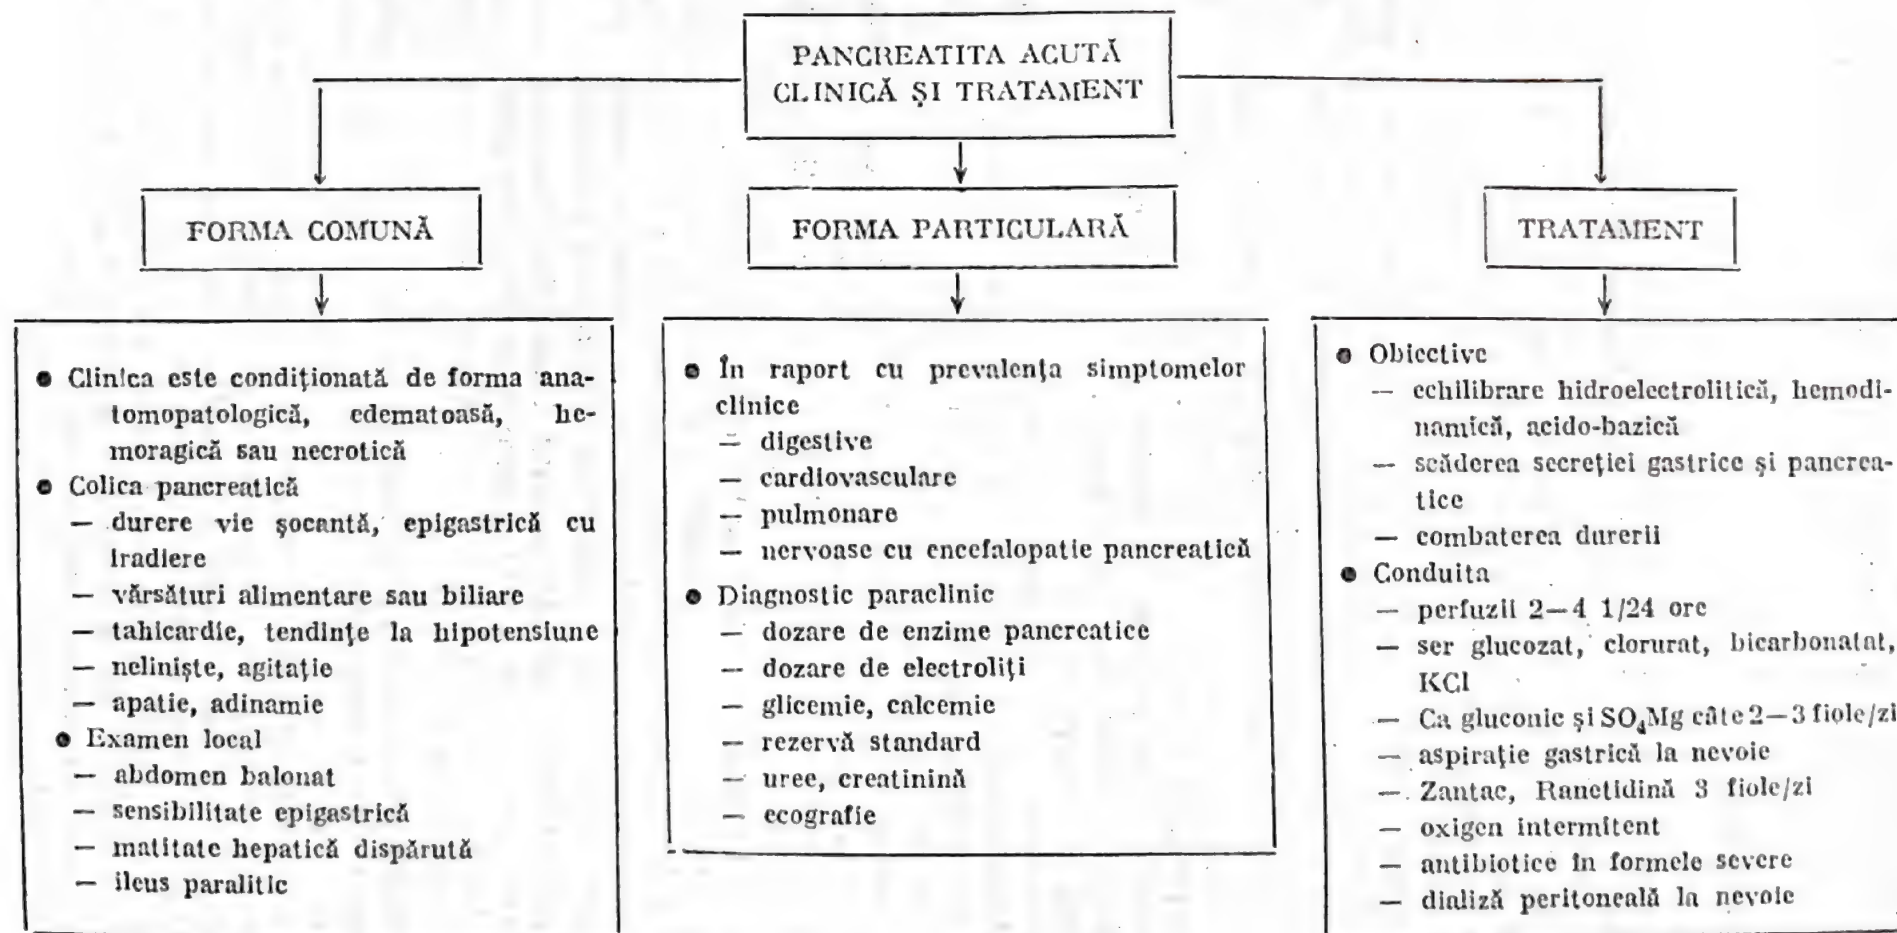 PANCREATITA ACUTĂ
CLINICĂ ŞI TRATAMENT
FORMA COMUNĂ
● Clinica este condiţionată de forma ana-
tomopatologică, edematoasă, he-
moragică sau necrotică
● Colica pancreatică
— durere vie şocantă, epigastrică cu
iradiere
— vărsături alimentare sau biliare
— tahicardie, tendinţe la hipotensiune
— nelinişte, agitaţie
— apatie, adinamie
● Examen local
— abdomen balonat
— sensibilitate epigastrică
— matitate hepatică dispărută
— ileus paralitic
FORMA PARTICULARĂ
● În raport cu prevalenţa simptomelor
clinice
— digestive
— cardiovasculare
— pulmonare
— nervoase cu encefalopatie pancreatică
● Diagnostic paraclinic
— dozare de enzime pancreatice
— dozare de electroliţi
— glicemie, calcemie
— rezervă standard
— uree, creatinină
— ecografie
TRATAMENT
● Obiective
— echilibrare hidroelectrolitică, hemodi-
namică, acido-bazică
— scăderea secreţiei gastrice şi pancrea-
tice
— combaterea durerii
● Conduita
— perfuzii 2—4 l/24 ore
— ser glucozat, clorurat, bicarbonatat,
KCl
— Ca gluconic şi SO₄Mg câte 2—3 fiole/zi
— aspiraţie gastrică la nevoie
— Zantac, Ranetidină 3 fiole/zi
— oxigen intermitent
— antibiotice în formele severe
— dializă peritoneală la nevoie